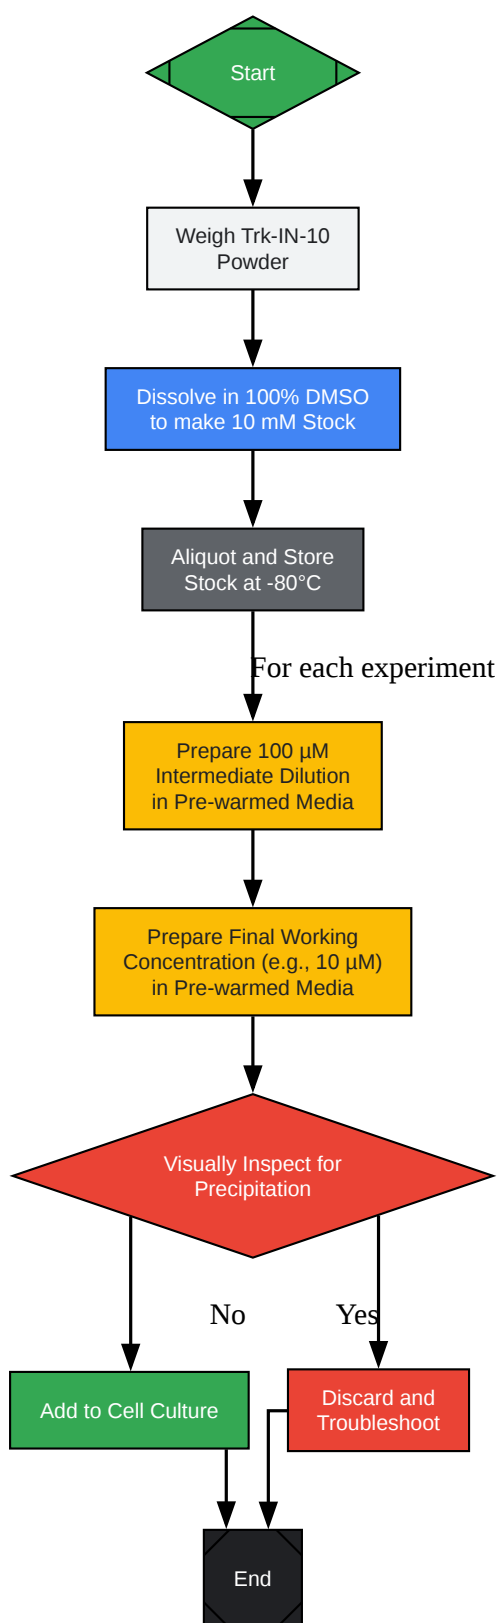 Start
Weigh Trk-IN-10
Powder
Dissolve in 100% DMSO
to make 10 mM Stock
Aliquot and Store
Stock at -80°C
For each experiment
Prepare 100 µM
Intermediate Dilution
in Pre-warmed Media
Prepare Final Working
Concentration (e.g., 10 µM)
in Pre-warmed Media
Visually Inspect for
Precipitation
No
Yes
Add to Cell Culture
Discard and
Troubleshoot
End